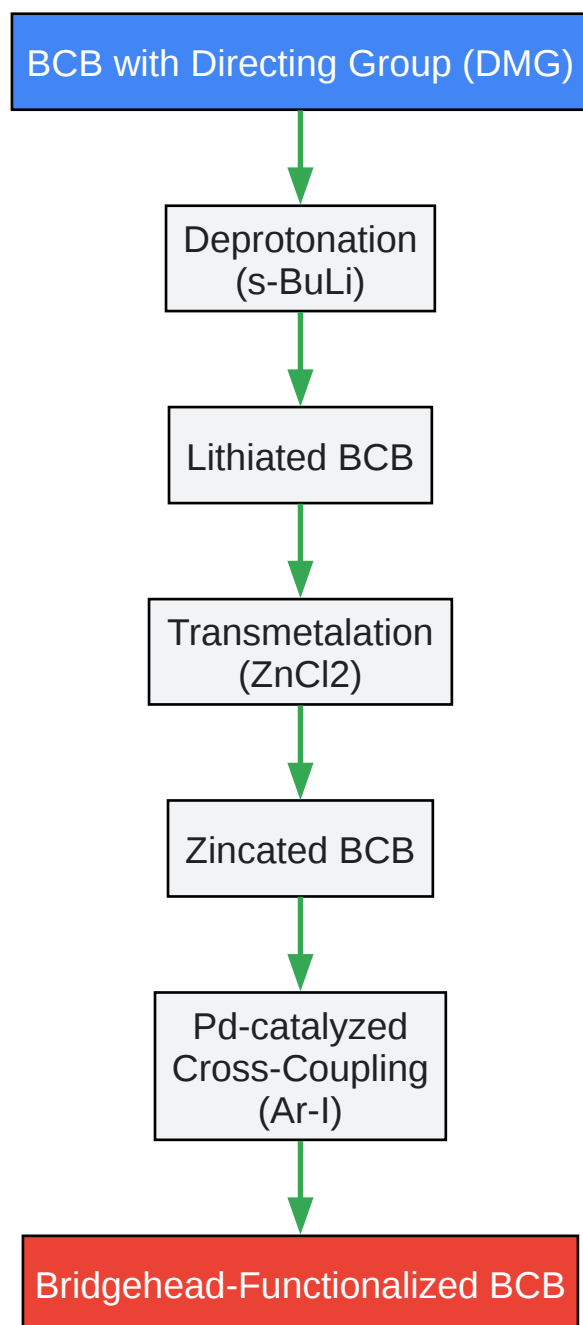 BCB with Directing Group (DMG)
Deprotonation
(s-BuLi)
Lithiated BCB
Transmetalation
(ZnCl2)
Zincated BCB
Pd-catalyzed
Cross-Coupling
(Ar-I)
Bridgehead-Functionalized BCB